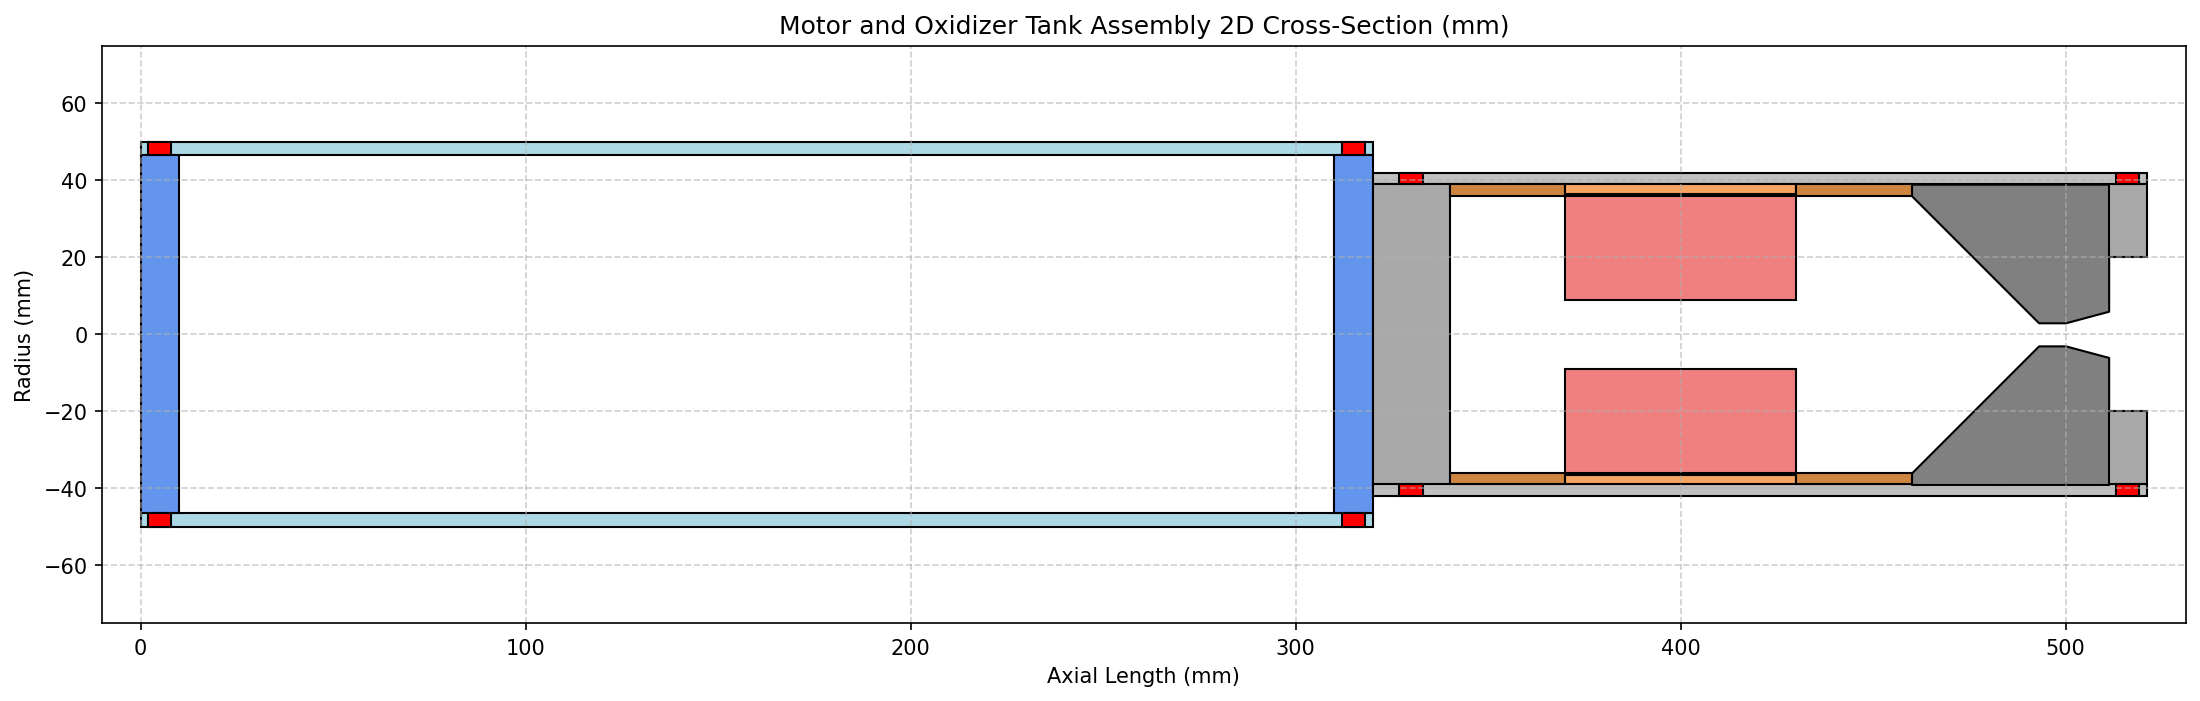 Motor and Oxidizer Tank Assembly 2D Cross-Section (mm)
60
40
20
0
−20
−40
−60
Radius (mm)
0 100 200 300 400 500
Axial Length (mm)